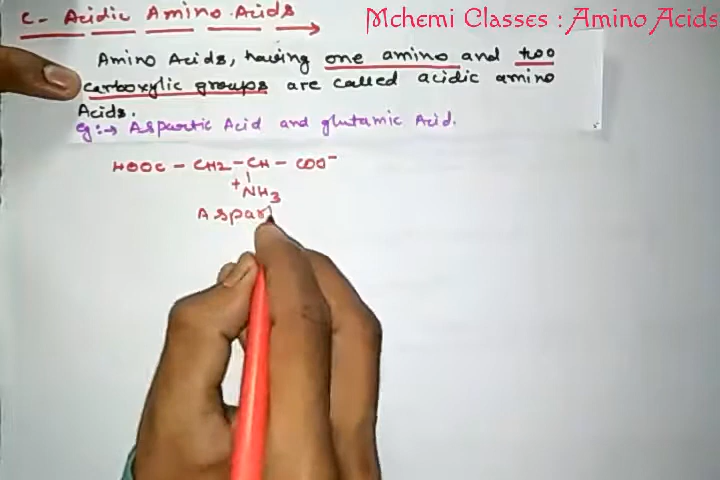 C- Acidic Amino Acids
Mchemi Classes : Amino Acids
Amino Acids, having one amino and two
carboxylic groups are called acidic amino
Acids.
eg:→ Aspartic Acid and glutamic Acid.
HOOC - CH2 - CH - COO-
+NH3
Aspar